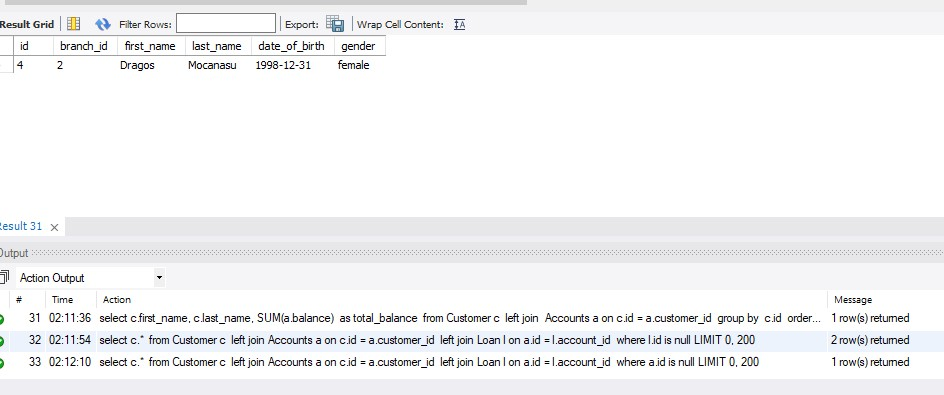 Result Grid Filter Rows: Export: Wrap Cell Content:
id branch_id first_name last_name date_of_birth gender
4 2 Dragos Mocanasu 1998-12-31 female
Result 31
Output
Action Output
# Time Action Message
31 02:11:36 select c.first_name, c.last_name, SUM(a.balance) as total_balance from Customer c left join Accounts a on c.id = a.customer_id group by c.id order... 1 row(s) returned
32 02:11:54 select c.* from Customer c left join Accounts a on c.id = a.customer_id left join Loan l on a.id = l.account_id where l.id is null LIMIT 0, 200 2 row(s) returned
33 02:12:10 select c.* from Customer c left join Accounts a on c.id = a.customer_id left join Loan l on a.id = l.account_id where a.id is null LIMIT 0, 200 1 row(s) returned